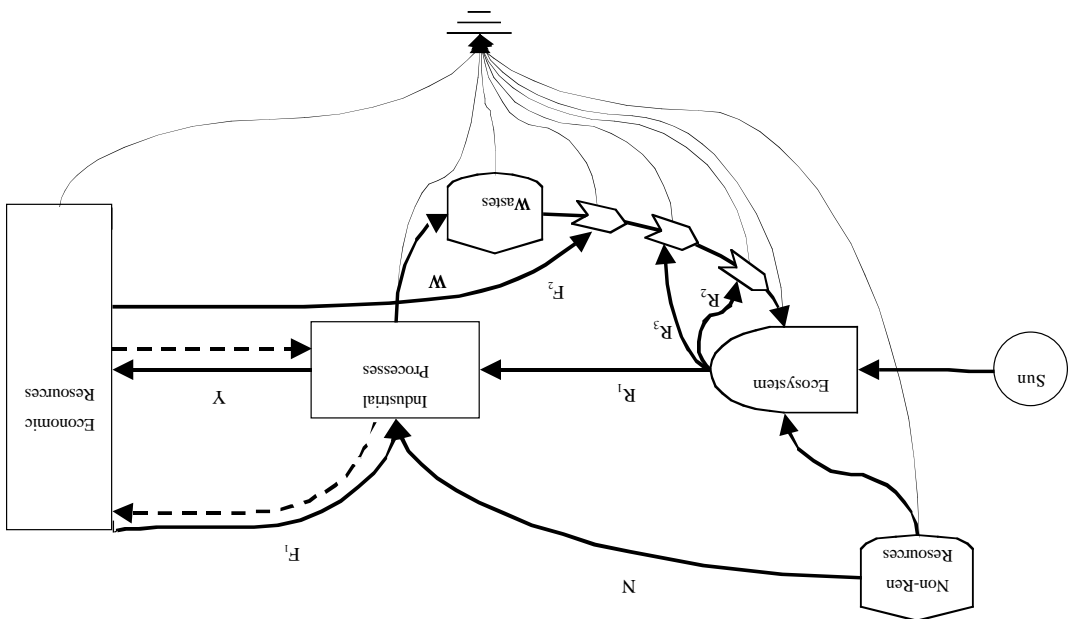 Non-Ren
Resources
N
F1
Sun
Ecosystem
R1
Industrial
Processes
Y
Economic
Resources
R2
R3
F2
W
Wastes